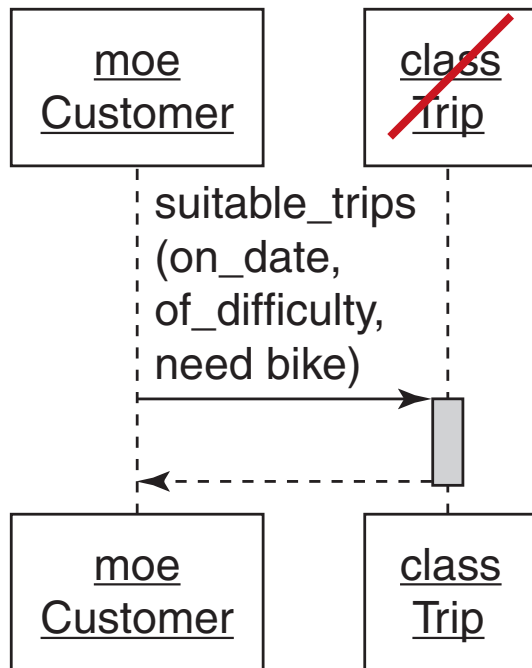 moe
Customer
class
Trip
suitable_trips
(on_date,
of_difficulty,
need bike)
moe
Customer
class
Trip